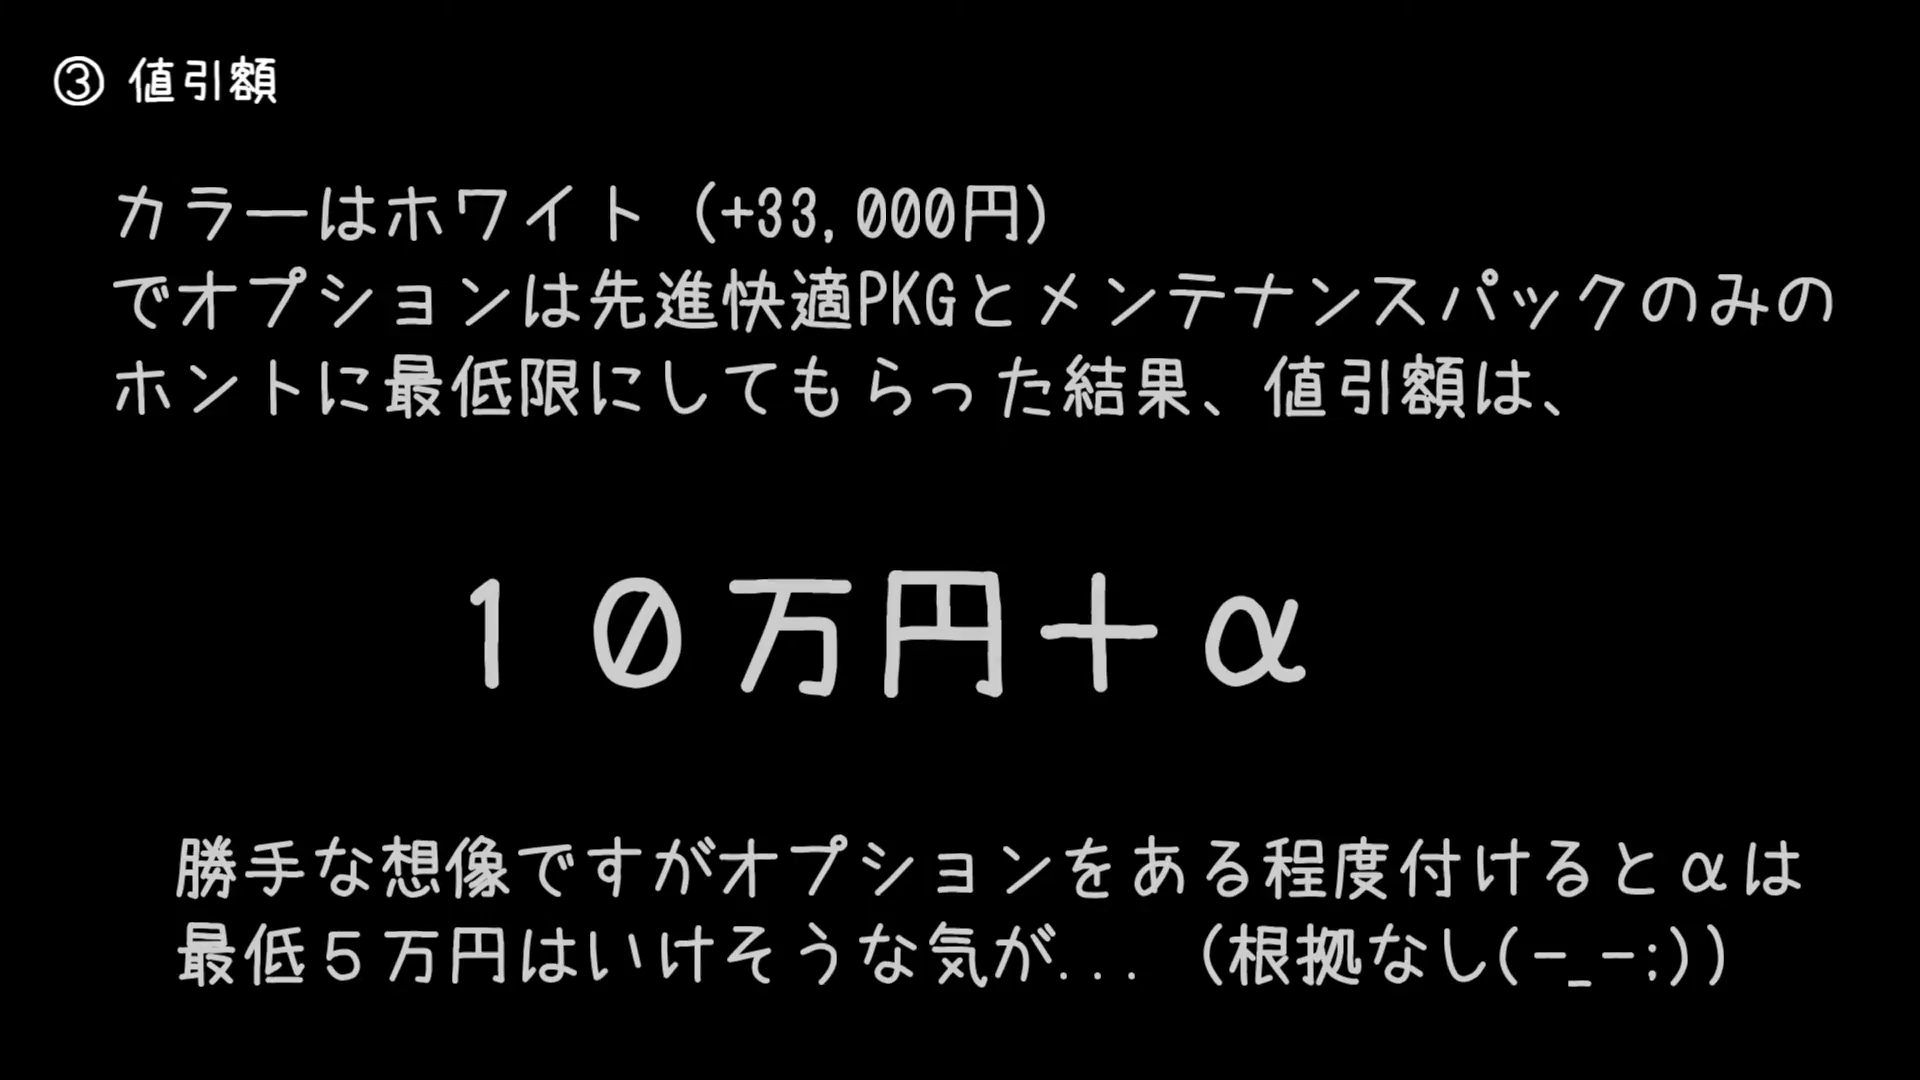 ③ 値引額
カラーはホワイト（+33,000円）
でオプションは先進快適PKGとメンテナンスパックのみの
ホントに最低限にしてもらった結果、値引額は、
１０万円＋α
勝手な想像ですがオプションをある程度付けるとαは
最低５万円はいけそうな気が...（根拠なし(-_-;)）